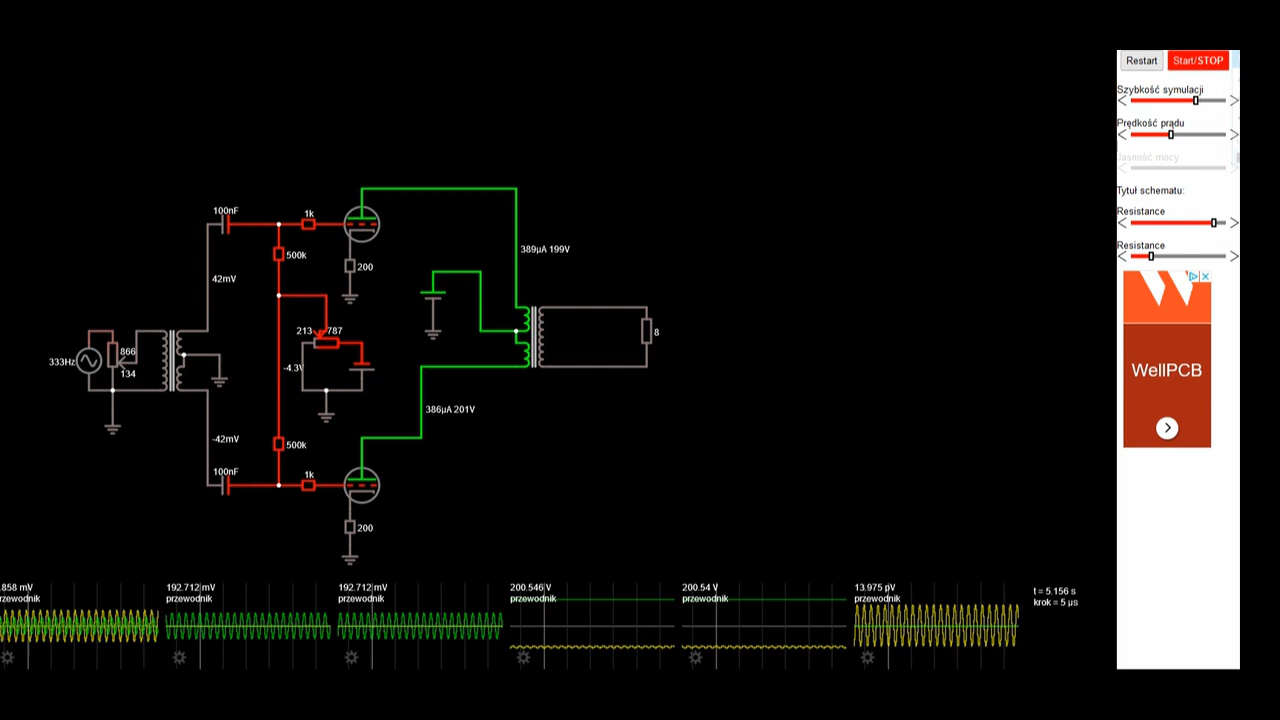 Restart
Start/STOP
Szybkość symulacji
Prędkość prądu
Jasność mocy
Tytuł schematu:
Resistance
Resistance
WellPCB
100nF
1k
500k
200
42mV
389µA 199V
213
787
866
134
333Hz
-4.3V
8
386µA 201V
-42mV
500k
100nF
1k
200
.858 mV
przewodnik
192.712 mV
przewodnik
192.712 mV
przewodnik
200.546 V
przewodnik
200.54 V
przewodnik
13.975 pV
przewodnik
t = 5.156 s
krok = 5 µs